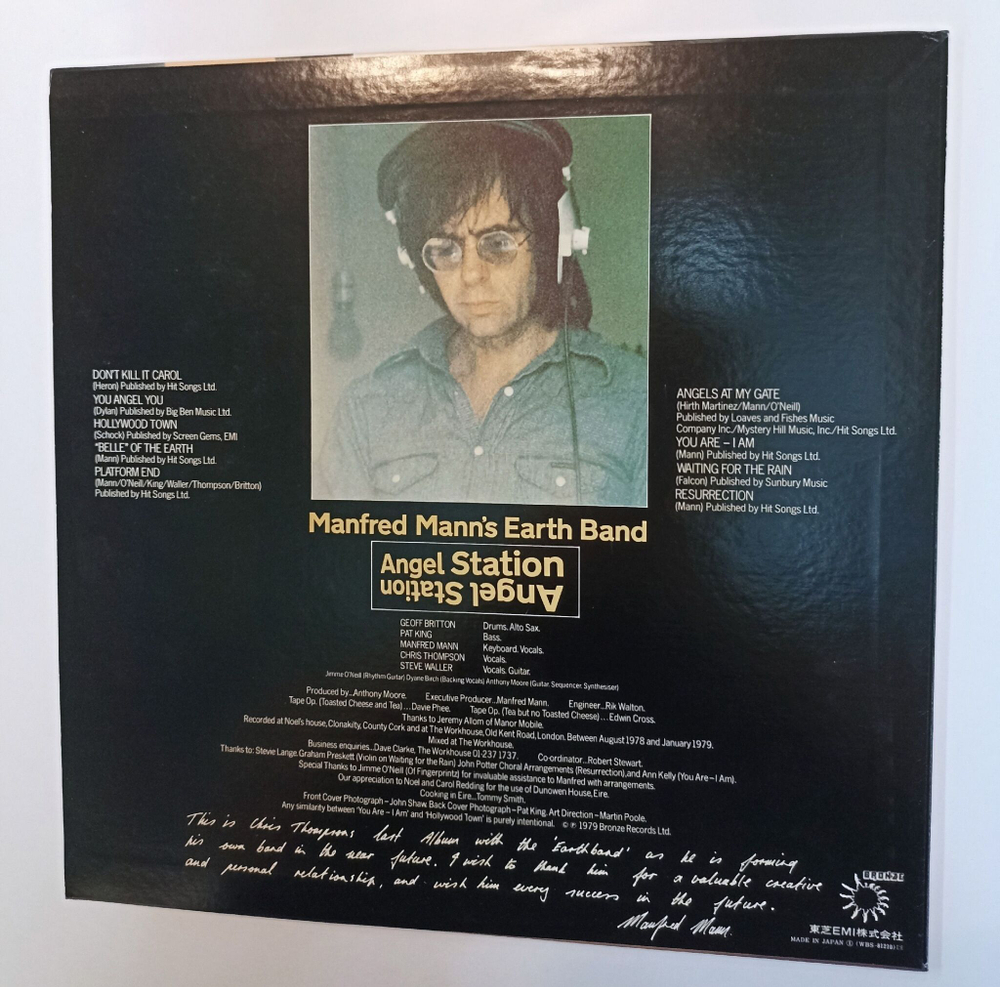 DON'T KILL IT CAROL
(Heron) Published by Hit Songs Ltd.
YOU ANGEL YOU
(Dylan) Published by Big Ben Music Ltd.
HOLLYWOOD TOWN
(Schock) Published by Screen Gems, EMI
"BELLE" OF THE EARTH
(Mann) Published by Hit Songs Ltd.
PLATFORM END
(Mann/O'Neill/King/Waller/Thompson/Britton)
Published by Hit Songs Ltd.
ANGELS AT MY GATE
(Hirth Martinez/Mann/O'Neill)
Published by Loaves and Fishes Music
Company Inc./Mystery Hill Music, Inc./Hit Songs Ltd.
YOU ARE – I AM
(Mann) Published by Hit Songs Ltd.
WAITING FOR THE RAIN
(Falcon) Published by Sunbury Music
RESURRECTION
(Mann) Published by Hit Songs Ltd.
Manfred Mann's Earth Band
Angel Station
Angel Station
GEOFF BRITTON Drums. Alto Sax.
PAT KING Bass.
MANFRED MANN Keyboard. Vocals.
CHRIS THOMPSON Vocals.
STEVE WALLER Vocals. Guitar.
Jimme O'Neill (Rhythm Guitar) Dyane Birch (Backing Vocals) Anthony Moore (Guitar. Sequencer. Synthesiser)
Produced by...Anthony Moore. Executive Producer...Manfred Mann. Engineer...Rik Walton.
Tape Op. (Toasted Cheese and Tea)...Davie Phee. Tape Op. (Tea but no Toasted Cheese)...Edwin Cross.
Thanks to Jeremy Allom of Manor Mobile.
Recorded at Noel's house, Clonakilty, County Cork and at The Workhouse, Old Kent Road, London. Between August 1978 and January 1979.
Mixed at The Workhouse.
Business enquiries...Dave Clarke, The Workhouse 01-237 1737. Co-ordinator...Robert Stewart.
Thanks to: Stevie Lange. Graham Preskett (Violin on Waiting for the Rain) John Potter Choral Arrangements (Resurrection), and Ann Kelly (You Are – I Am).
Special Thanks to Jimme O'Neill (Of Fingerprintz) for invaluable assistance to Manfred with arrangements.
Our appreciation to Noel and Carol Redding for the use of Dunowen House, Eire.
Cooking in Eire...Tommy Smith.
Front Cover Photograph – John Shaw. Back Cover Photograph – Pat King. Art Direction – Martin Poole.
Any similarity between 'You Are – I Am' and 'Hollywood Town' is purely intentional. © ℗ 1979 Bronze Records Ltd.
This is Chris Thompsons last Album with the 'Earthband' as he is forming
his own band in the near future. I wish to thank him for a valuable creative
and personal relationship, and wish him every success in the future.
Manfred Mann.
BRONZE
東芝EMI株式会社
MADE IN JAPAN